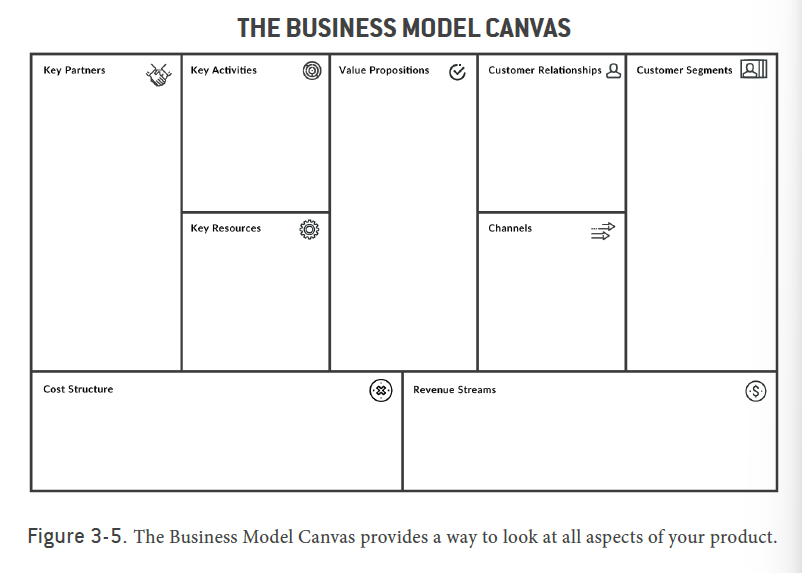 THE BUSINESS MODEL CANVAS
Key Partners
Key Activities
Value Propositions
Customer Relationships
Customer Segments
Key Resources
Channels
Cost Structure
Revenue Streams
$
Figure 3-5. The Business Model Canvas provides a way to look at all aspects of your product.